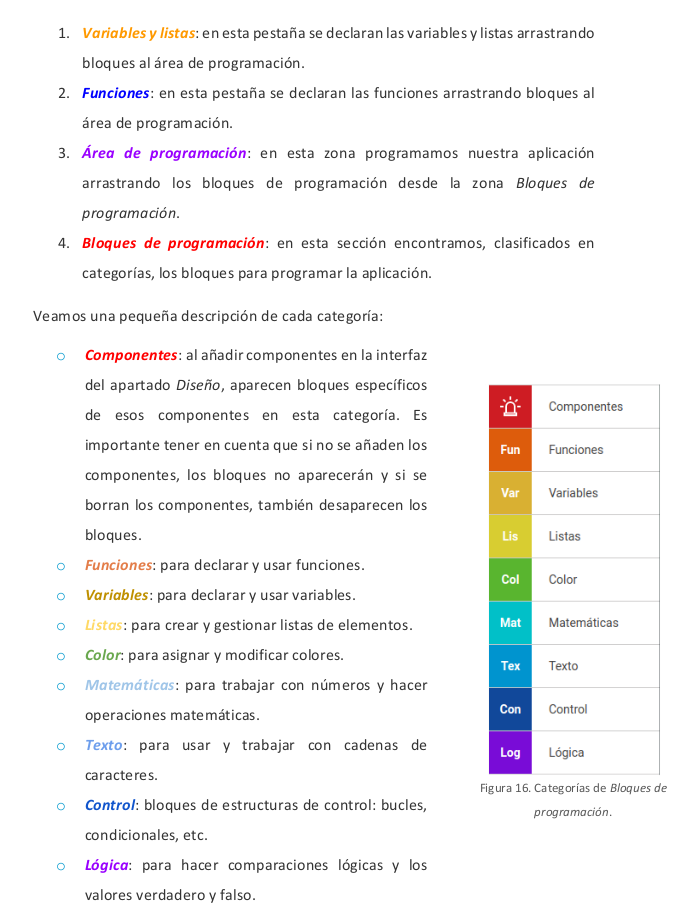 1. Variables y listas: en esta pestaña se declaran las variables y listas arrastrando
bloques al área de programación.
2. Funciones: en esta pestaña se declaran las funciones arrastrando bloques al
área de programación.
3. Área de programación: en esta zona programamos nuestra aplicación
arrastrando los bloques de programación desde la zona Bloques de
programación.
4. Bloques de programación: en esta sección encontramos, clasificados en
categorías, los bloques para programar la aplicación.
Veamos una pequeña descripción de cada categoría:
o Componentes: al añadir componentes en la interfaz
del apartado Diseño, aparecen bloques específicos
de esos componentes en esta categoría. Es
importante tener en cuenta que si no se añaden los
componentes, los bloques no aparecerán y si se
borran los componentes, también desaparecen los
bloques.
o Funciones: para declarar y usar funciones.
o Variables: para declarar y usar variables.
o Listas: para crear y gestionar listas de elementos.
o Color: para asignar y modificar colores.
o Matemáticas: para trabajar con números y hacer
operaciones matemáticas.
o Texto: para usar y trabajar con cadenas de
caracteres.
o Control: bloques de estructuras de control: bucles,
condicionales, etc.
o Lógica: para hacer comparaciones lógicas y los
valores verdadero y falso.
Componentes
Fun Funciones
Var Variables
Lis Listas
Col Color
Mat Matemáticas
Tex Texto
Con Control
Log Lógica
Figura 16. Categorías de Bloques de
programación.